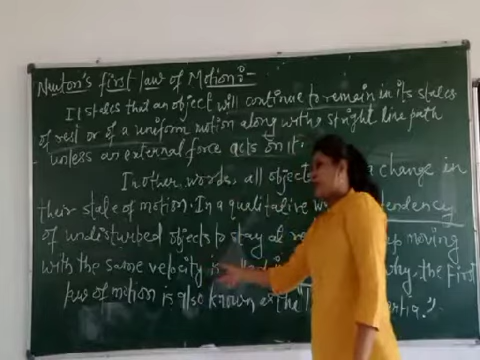 Newton's first law of Motion :-
It states that an object will continue to remain in its states
of rest or of a uniform motion along with a stright line path
unless an external force acts on it.
In other words, all object change in
their state of motion. In a qualitative tendency
of undisturbed objects to stay at moving
with the same velocity is the first
law of motion is also known as the